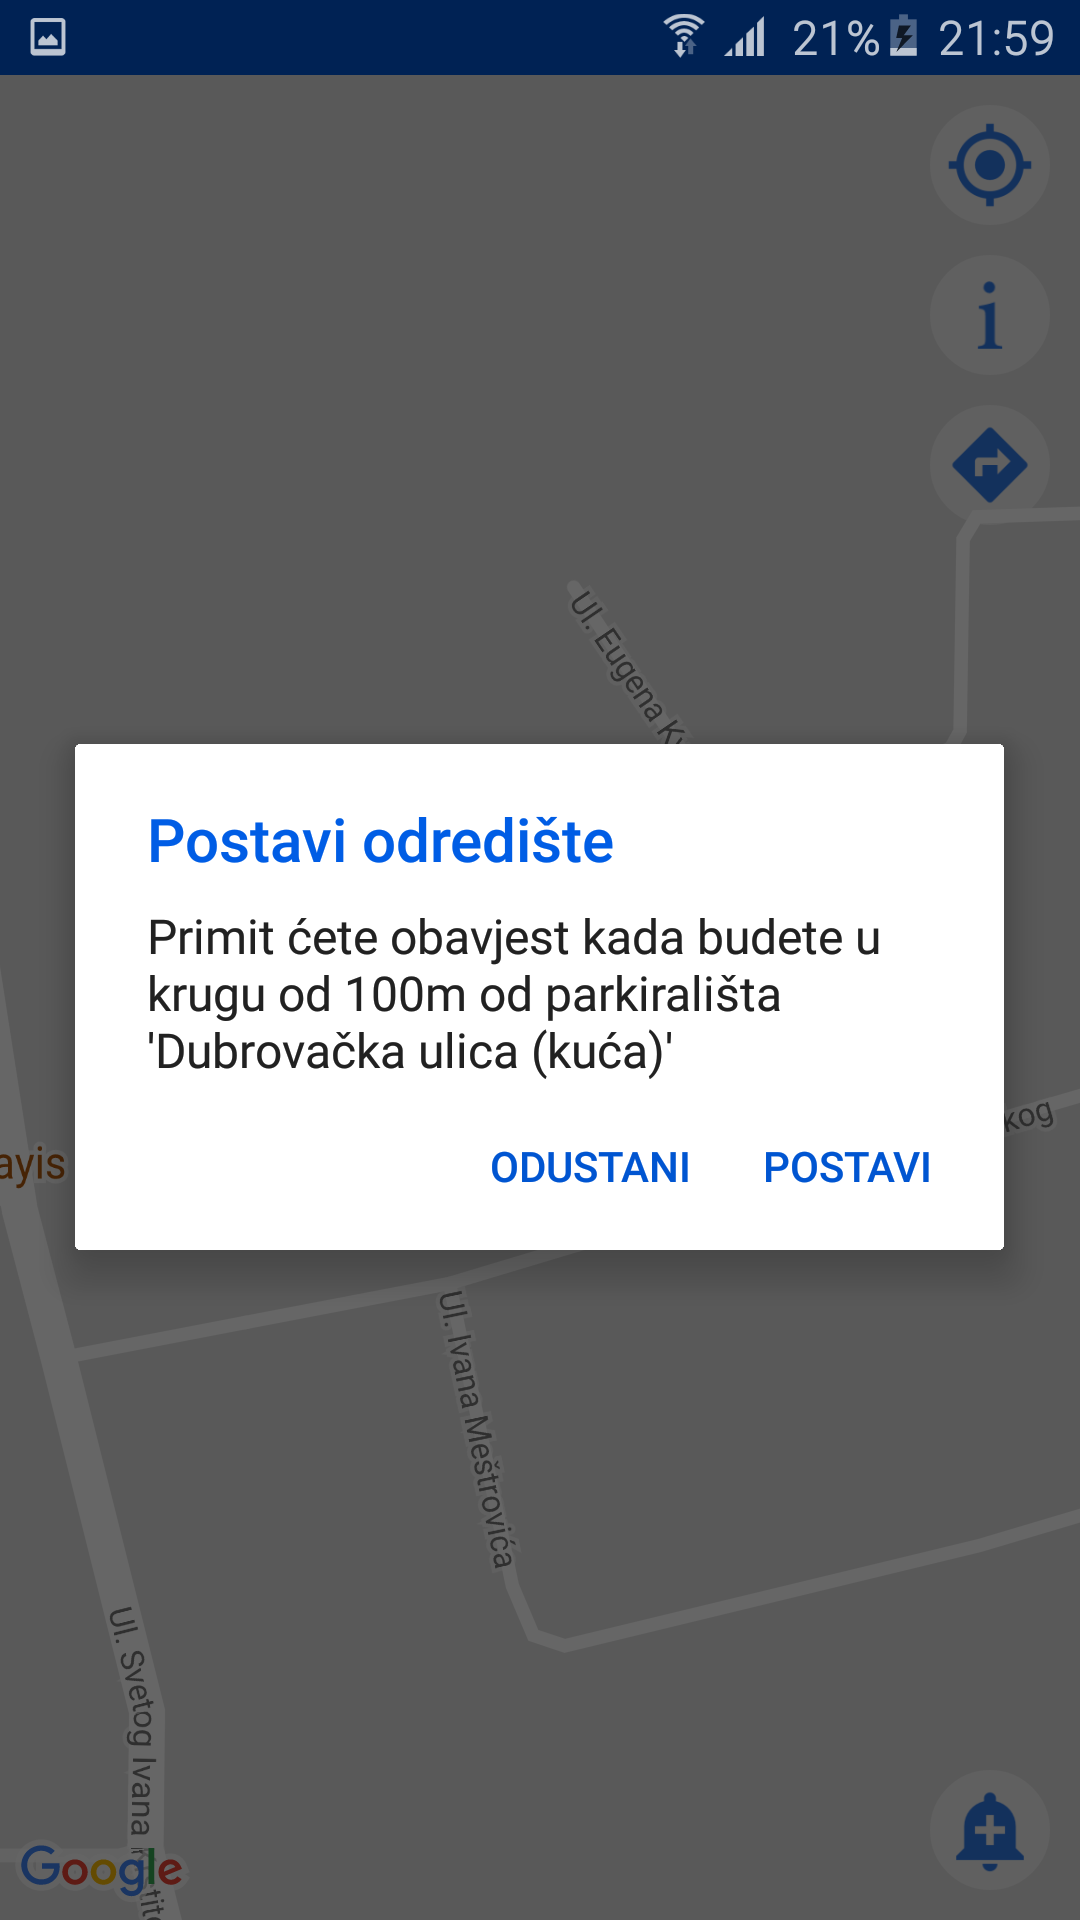 21% 21:59
Ul. Eugena
Postavi odredište
Primit ćete obavjest kada budete u
krugu od 100m od parkirališta
'Dubrovačka ulica (kuća)'
ODUSTANI POSTAVI
kog
ayis
Ul. Ivana Meštrovića
Ul. Svetog Ivana
Google